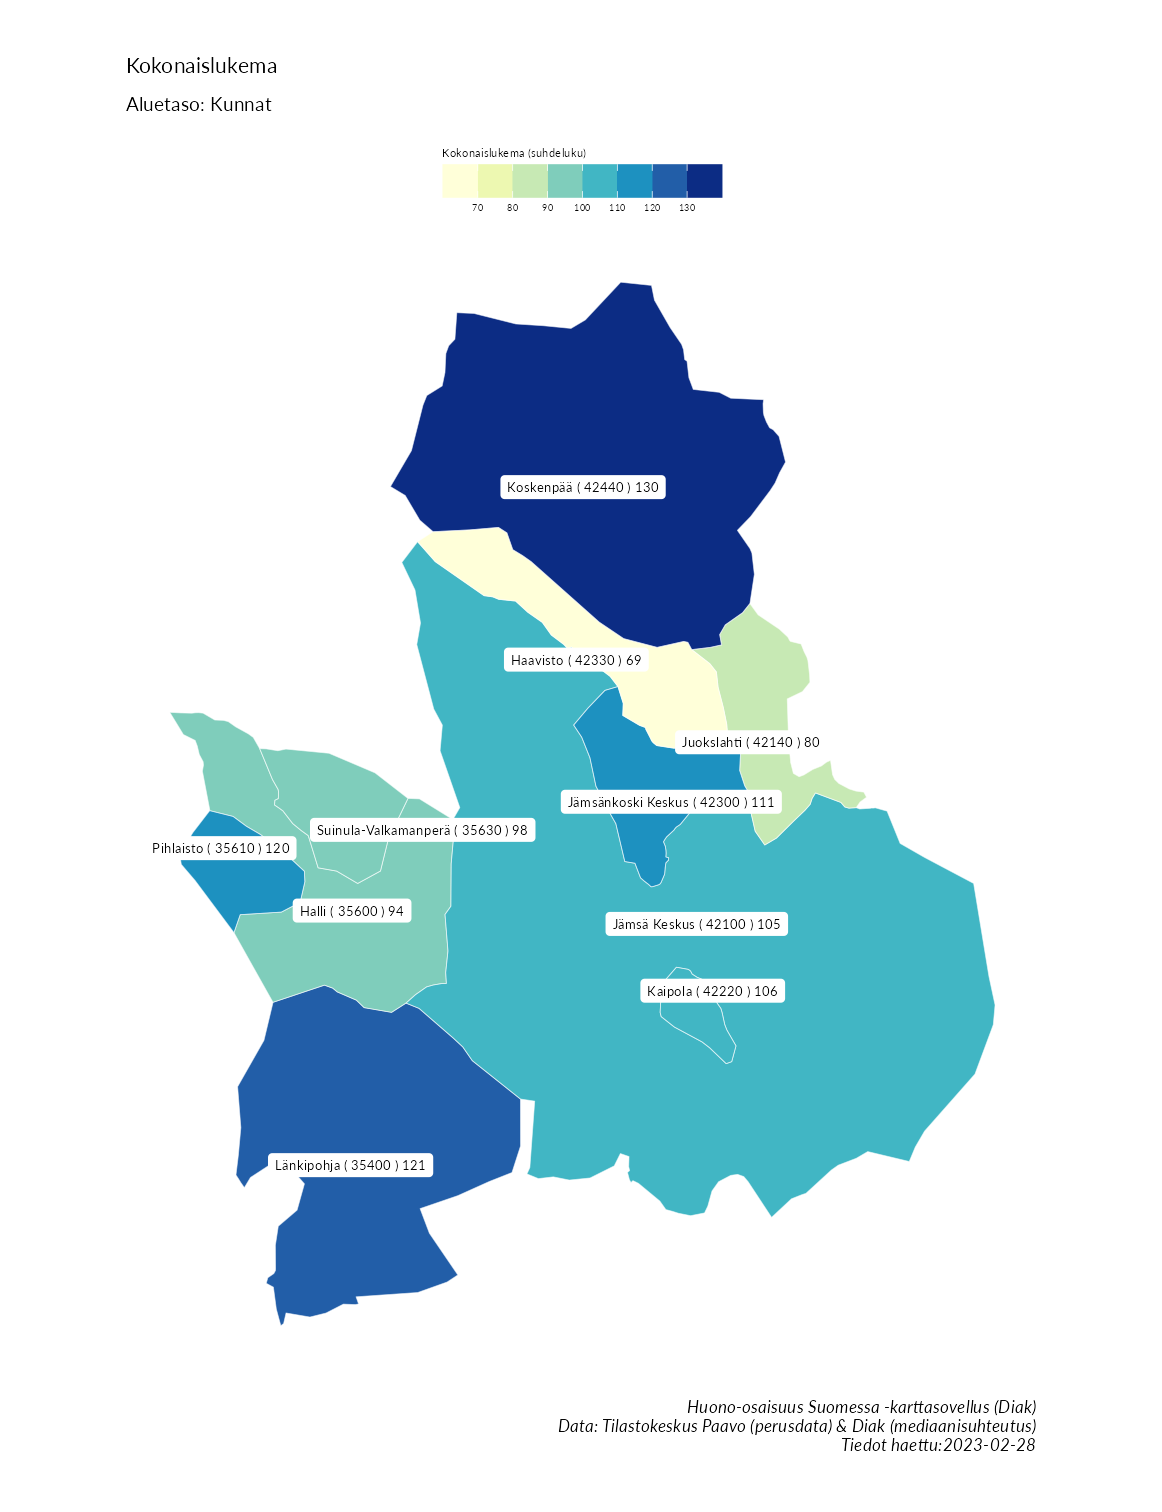 Kokonaislukema
Aluetaso: Kunnat
Kokonaislukema (suhdeluku)
70 80 90 100 110 120 130
Koskenpää ( 42440 ) 130
Haavisto ( 42330 ) 69
Juokslahti ( 42140 ) 80
Jämsänkoski Keskus ( 42300 ) 111
Suinula-Valkamanperä ( 35630 ) 98
Pihlaisto ( 35610 ) 120
Halli ( 35600 ) 94
Jämsä Keskus ( 42100 ) 105
Kaipola ( 42220 ) 106
Länkipohja ( 35400 ) 121
Huono-osaisuus Suomessa -karttasovellus (Diak)
Data: Tilastokeskus Paavo (perusdata) & Diak (mediaanisuhteutus)
Tiedot haettu:2023-02-28